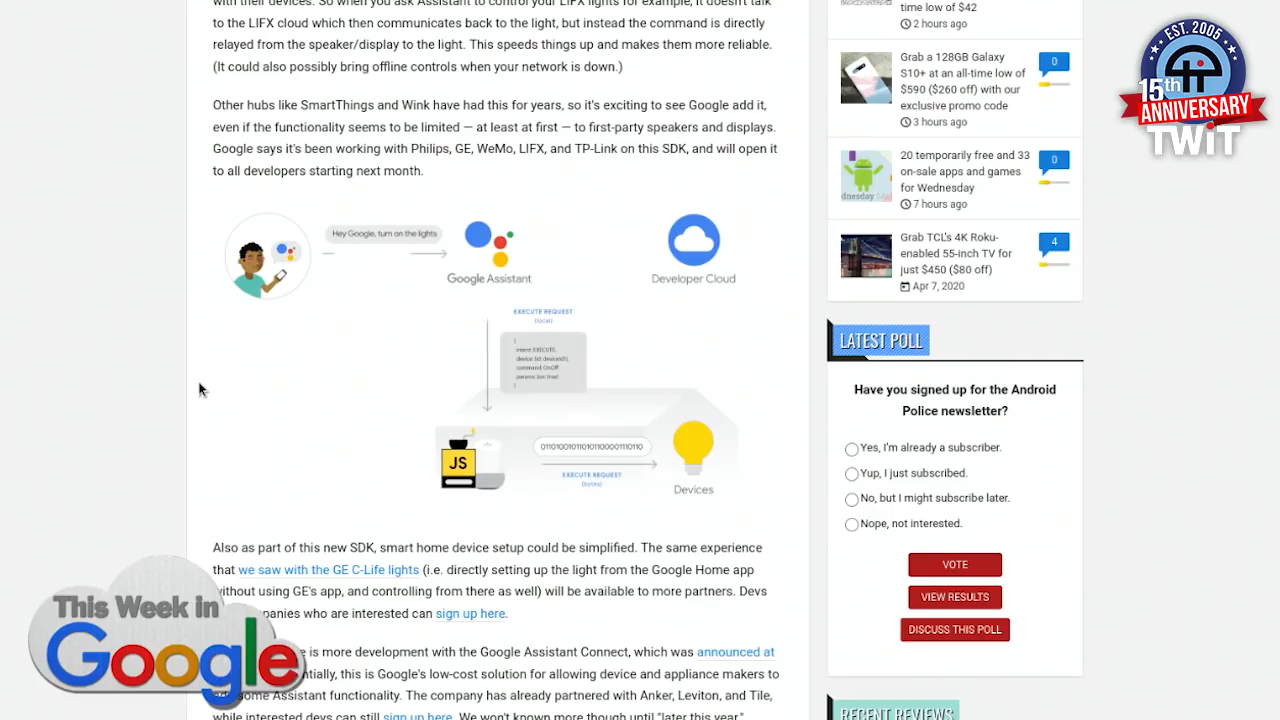 with their devices. So when you ask Assistant to control your LIFX lights for example, it doesn't talk
to the LIFX cloud which then communicates back to the light, but instead the command is directly
relayed from the speaker/display to the light. This speeds things up and makes them more reliable.
(It could also possibly bring offline controls when your network is down.)
Other hubs like SmartThings and Wink have had this for years, so it's exciting to see Google add it,
even if the functionality seems to be limited — at least at first — to first-party speakers and displays.
Google says it's been working with Philips, GE, WeMo, LIFX, and TP-Link on this SDK, and will open it
to all developers starting next month.
Hey Google, turn on the lights
Google Assistant
Developer Cloud
EXECUTE REQUEST
(local)
{
intent: EXECUTE,
device: {id: deviceId},
command: OnOff
params: {on: true}
}
JS
01101001011010110000111 0110
EXECUTE REQUEST
(bytes)
Devices
Also as part of this new SDK, smart home device setup could be simplified. The same experience
that we saw with the GE C-Life lights (i.e. directly setting up the light from the Google Home app
without using GE's app, and controlling from there as well) will be available to more partners. Devs
who are interested can sign up here.
is more development with the Google Assistant Connect, which was announced at
this is Google's low-cost solution for allowing device and appliance makers to
some Assistant functionality. The company has already partnered with Anker, Leviton, and Tile,
while interested devs can still sign up here. We won't known more though until "later this year."
time low of $42
2 hours ago
Grab a 128GB Galaxy
S10+ at an all-time low of
$590 ($260 off) with our
exclusive promo code
3 hours ago
0
20 temporarily free and 33
on-sale apps and games
for Wednesday
7 hours ago
0
dnesday
Grab TCL's 4K Roku-
enabled 55-inch TV for
just $450 ($80 off)
Apr 7, 2020
4
LATEST POLL
Have you signed up for the Android
Police newsletter?
Yes, I'm already a subscriber.
Yup, I just subscribed.
No, but I might subscribe later.
Nope, not interested.
VOTE
VIEW RESULTS
DISCUSS THIS POLL
RECENT REVIEWS
EST. 2005
15th
ANNIVERSARY
TWiT
This Week in
Google